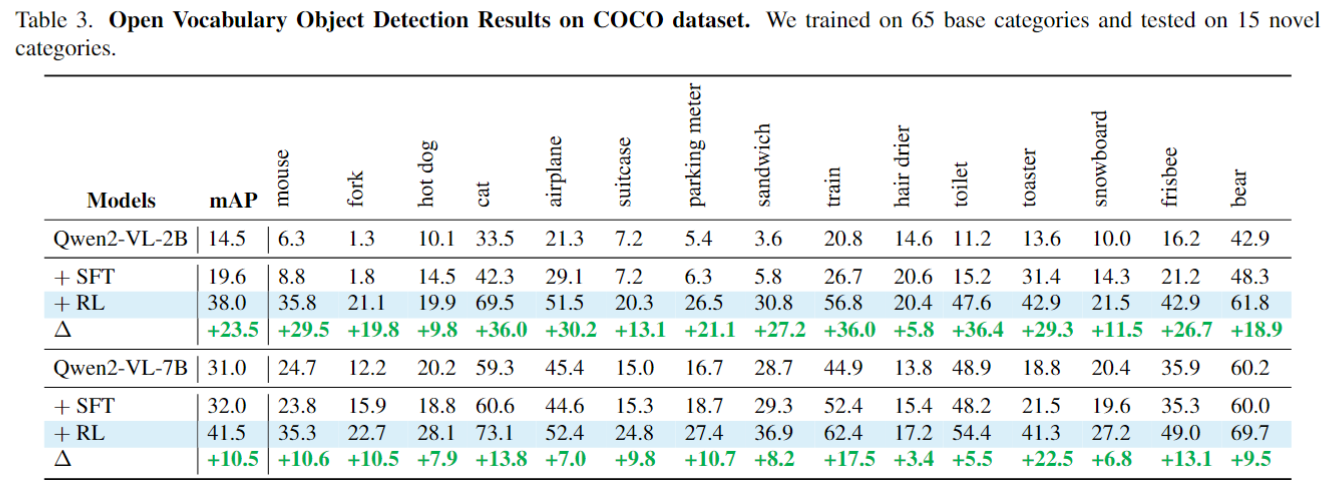 Table 3. Open Vocabulary Object Detection Results on COCO dataset. We trained on 65 base categories and tested on 15 novel
categories.
Models mAP mouse fork hot dog cat airplane suitcase parking meter sandwich train hair drier toilet toaster snowboard frisbee bear
Qwen2-VL-2B 14.5 6.3 1.3 10.1 33.5 21.3 7.2 5.4 3.6 20.8 14.6 11.2 13.6 10.0 16.2 42.9
+ SFT 19.6 8.8 1.8 14.5 42.3 29.1 7.2 6.3 5.8 26.7 20.6 15.2 31.4 14.3 21.2 48.3
+ RL 38.0 35.8 21.1 19.9 69.5 51.5 20.3 26.5 30.8 56.8 20.4 47.6 42.9 21.5 42.9 61.8
Δ +23.5 +29.5 +19.8 +9.8 +36.0 +30.2 +13.1 +21.1 +27.2 +36.0 +5.8 +36.4 +29.3 +11.5 +26.7 +18.9
Qwen2-VL-7B 31.0 24.7 12.2 20.2 59.3 45.4 15.0 16.7 28.7 44.9 13.8 48.9 18.8 20.4 35.9 60.2
+ SFT 32.0 23.8 15.9 18.8 60.6 44.6 15.3 18.7 29.3 52.4 15.4 48.2 21.5 19.6 35.3 60.0
+ RL 41.5 35.3 22.7 28.1 73.1 52.4 24.8 27.4 36.9 62.4 17.2 54.4 41.3 27.2 49.0 69.7
Δ +10.5 +10.6 +10.5 +7.9 +13.8 +7.0 +9.8 +10.7 +8.2 +17.5 +3.4 +5.5 +22.5 +6.8 +13.1 +9.5